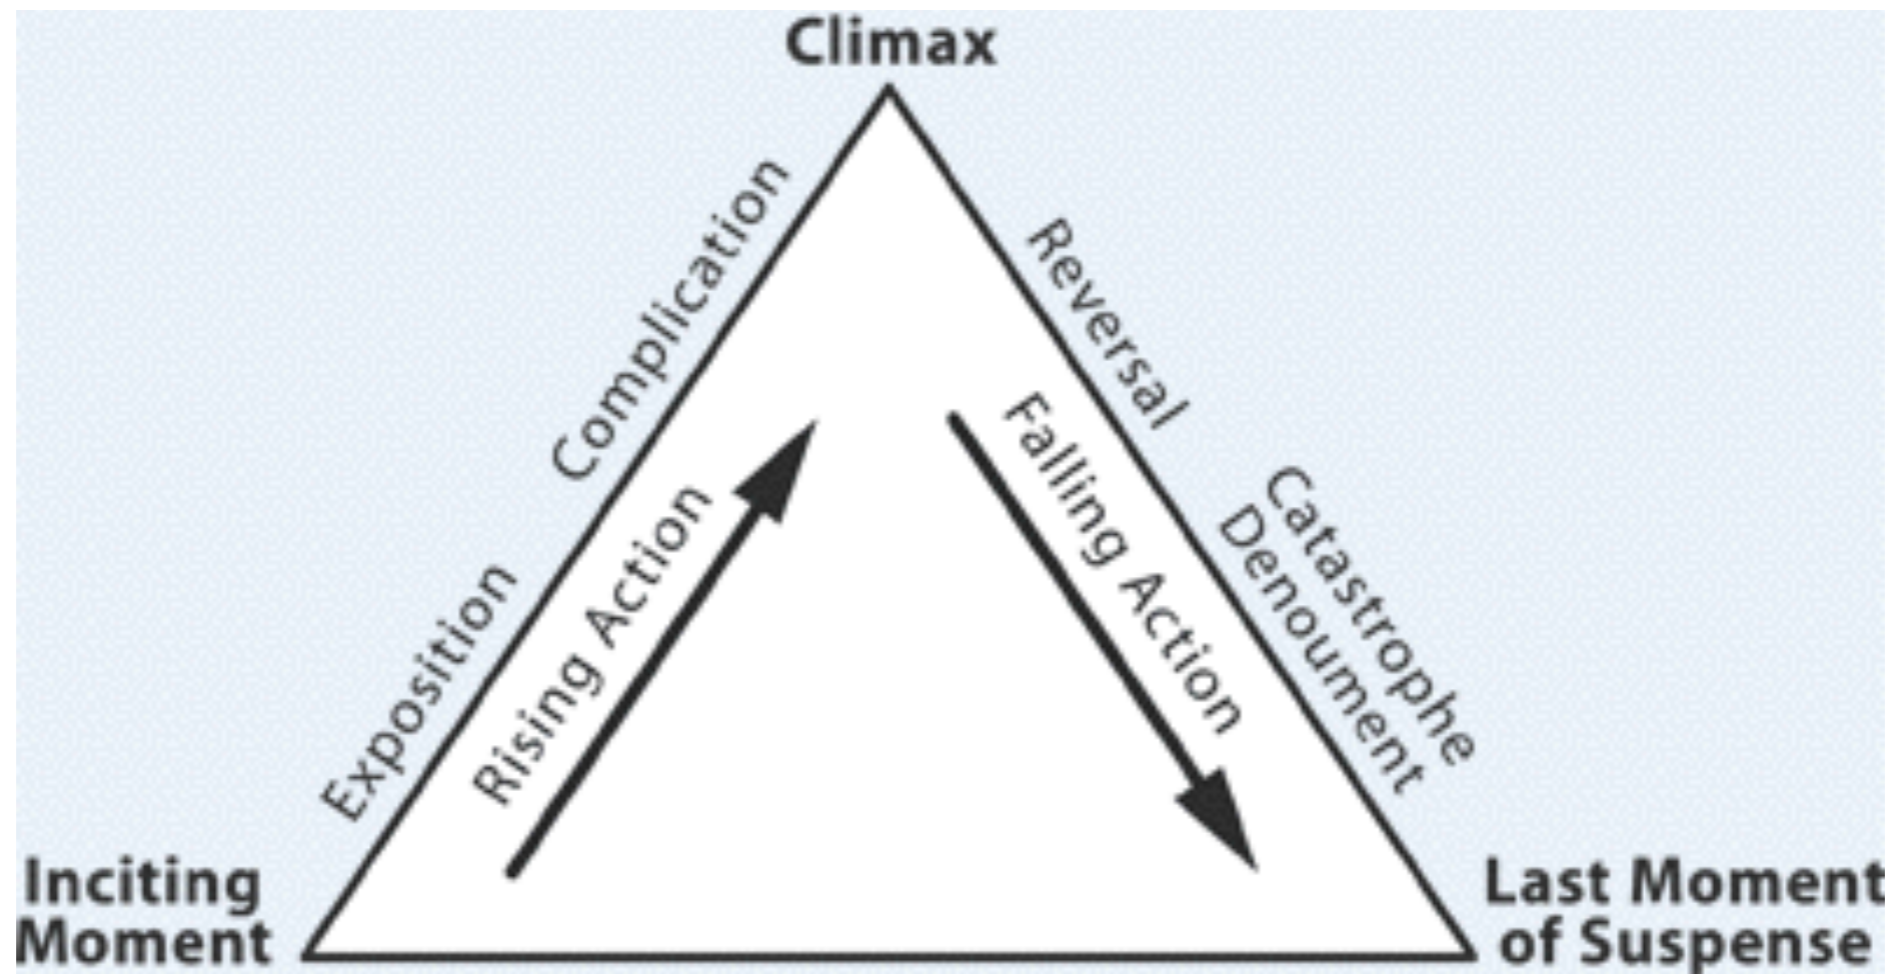 Climax
Complication
Reversal
Exposition
Rising Action
Falling Action
Catastrophe
Denoument
Inciting
Moment
Last Moment
of Suspense